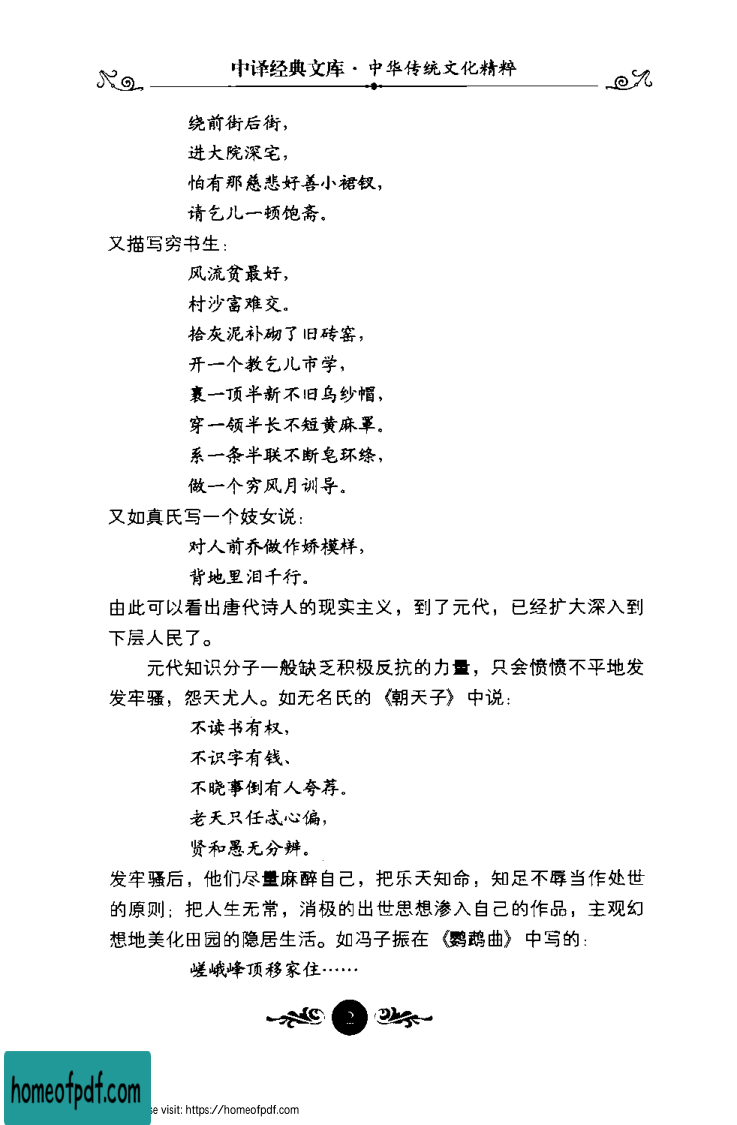 中译经典文库·中华传统文化精粹
绕前街后街，
进大院深宅，
怕有那慈悲好善小裙钗，
请乞儿一顿饱斋。
又描写穷书生：
风流贫最好，
村沙富难交。
拾灰泥补砌了旧砖窑，
开一个教乞儿市学，
裹一顶半新不旧乌纱帽，
穿一领半长不短黄麻罩。
系一条半联不断皂环绦，
做一个穷风月训导。
又如真氏写一个妓女说：
对人前乔做作娇模样，
背地里泪千行。
由此可以看出唐代诗人的现实主义，到了元代，已经扩大深入到
下层人民了。
元代知识分子一般缺乏积极反抗的力量，只会愤愤不平地发
发牢骚，怨天尤人。如无名氏的《朝天子》中说：
不读书有权，
不识字有钱、
不晓事倒有人夸荐。
老天只任忒心偏，
贤和愚无分辨。
发牢骚后，他们尽量麻醉自己，把乐天知命，知足不辱当作处世
的原则；把人生无常，消极的出世思想渗入自己的作品，主观幻
想地美化田园的隐居生活。如冯子振在《鹦鹉曲》中写的：
嵯峨峰顶移家住……
2
homeofpdf.com
se visit: https://homeofpdf.com